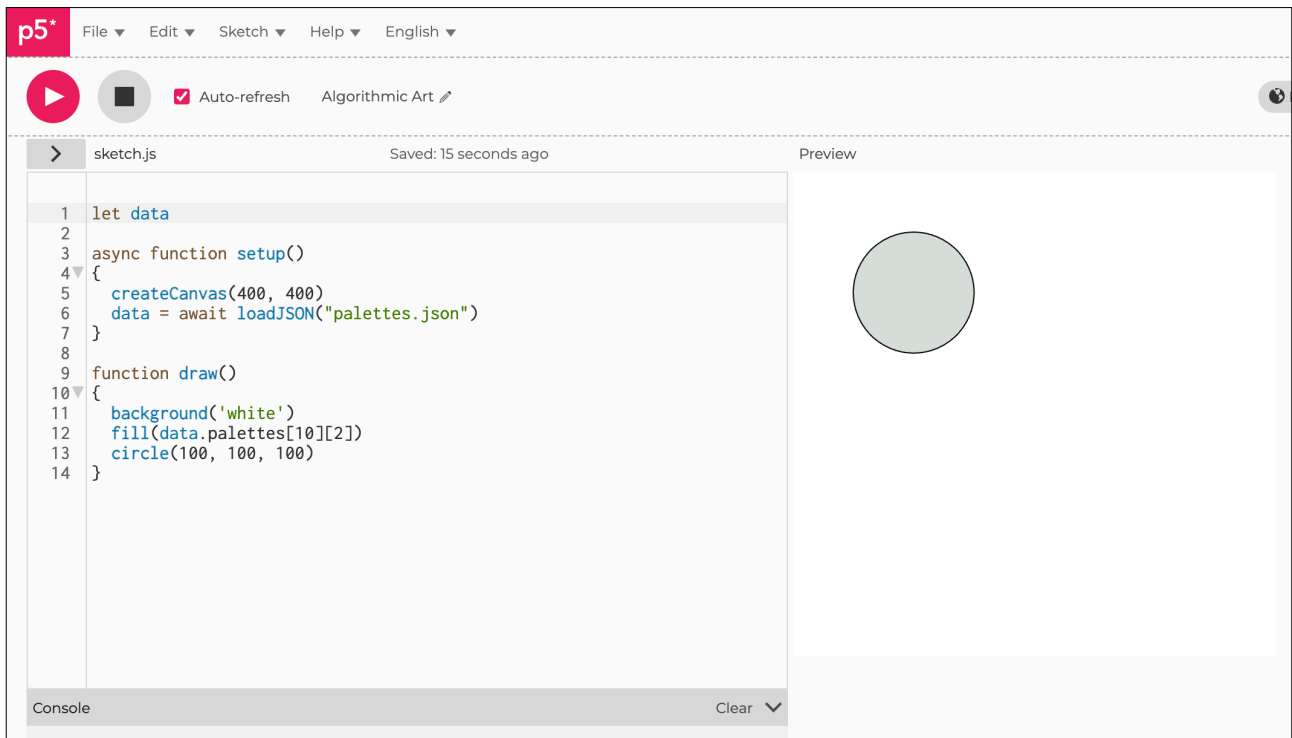 p5* File Edit Sketch Help English
Auto-refresh Algorithmic Art
sketch.js Saved: 15 seconds ago Preview
1 let data
2
3 async function setup()
4 {
5 createCanvas(400, 400)
6 data = await loadJSON("palettes.json")
7 }
8
9 function draw()
10 {
11 background('white')
12 fill(data.palettes[10][2])
13 circle(100, 100, 100)
14 }
Console Clear